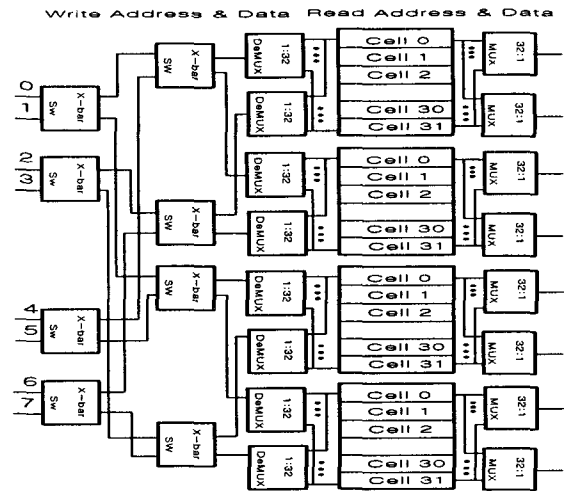 Write Address & Data
Read Address & Data
0
1
2
3
4
5
6
7
X-bar
SW
X-bar
SW
X-bar
SW
X-bar
SW
X-bar
SW
X-bar
SW
X-bar
SW
X-bar
SW
1:32
DeMUX
1:32
DeMUX
1:32
DeMUX
1:32
DeMUX
1:32
DeMUX
1:32
DeMUX
1:32
DeMUX
1:32
DeMUX
Cell 0
Cell 1
Cell 2
Cell 30
Cell 31
Cell 0
Cell 1
Cell 2
Cell 30
Cell 31
Cell 0
Cell 1
Cell 2
Cell 30
Cell 31
Cell 0
Cell 1
Cell 2
Cell 30
Cell 31
32:1
MUX
32:1
MUX
32:1
MUX
32:1
MUX
32:1
MUX
32:1
MUX
32:1
MUX
32:1
MUX